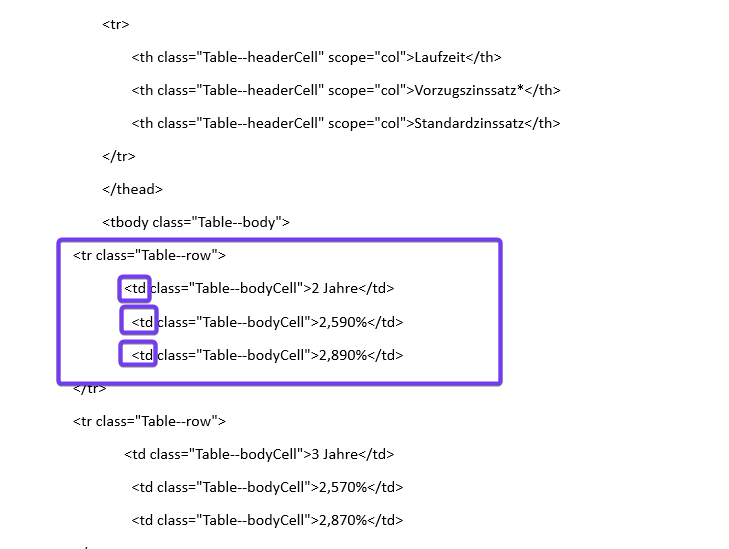 <tr>
<th class="Table--headerCell" scope="col">Laufzeit</th>
<th class="Table--headerCell" scope="col">Vorzugszinssatz*</th>
<th class="Table--headerCell" scope="col">Standardzinssatz</th>
</tr>
</thead>
<tbody class="Table--body">
<tr class="Table--row">
<td class="Table--bodyCell">2 Jahre</td>
<td class="Table--bodyCell">2,590%</td>
<td class="Table--bodyCell">2,890%</td>
</tr>
<tr class="Table--row">
<td class="Table--bodyCell">3 Jahre</td>
<td class="Table--bodyCell">2,570%</td>
<td class="Table--bodyCell">2,870%</td>